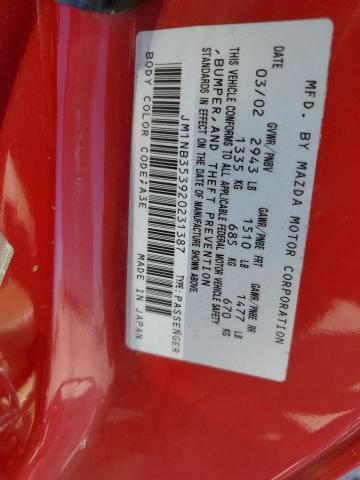 MFD. BY MAZDA MOTOR CORPORATION
DATE GVWR/PNBV GAWR/PNBE FRT GAWR/PNBE RR
03/02 2943 LB 1510 LB 1477 LB
1335 KG 685 KG 670 KG
THIS VEHICLE CONFORMS TO ALL APPLICABLE FEDERAL MOTOR VEHICLE SAFETY
, BUMPER, AND THEFT PREVENTION
STANDARDS IN EFFECT ON THE DATE OF MANUFACTURE SHOWN ABOVE.
JM1NB353920231387 TYPE:PASSENGER
BODY COLOR CODE;A3E MADE IN JAPAN